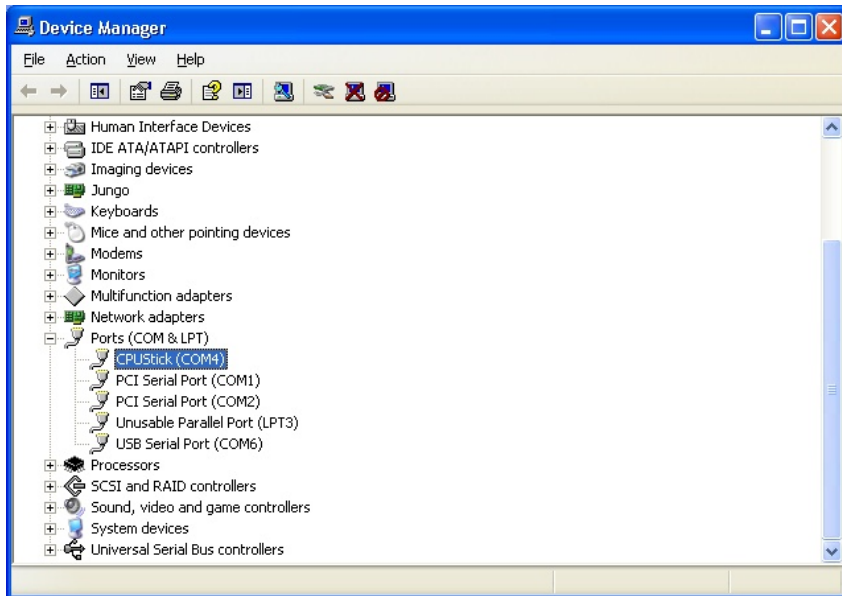 Device Manager
File Action View Help
Human Interface Devices
IDE ATA/ATAPI controllers
Imaging devices
Jungo
Keyboards
Mice and other pointing devices
Modems
Monitors
Multifunction adapters
Network adapters
Ports (COM & LPT)
CPUStick (COM4)
PCI Serial Port (COM1)
PCI Serial Port (COM2)
Unusable Parallel Port (LPT3)
USB Serial Port (COM6)
Processors
SCSI and RAID controllers
Sound, video and game controllers
System devices
Universal Serial Bus controllers